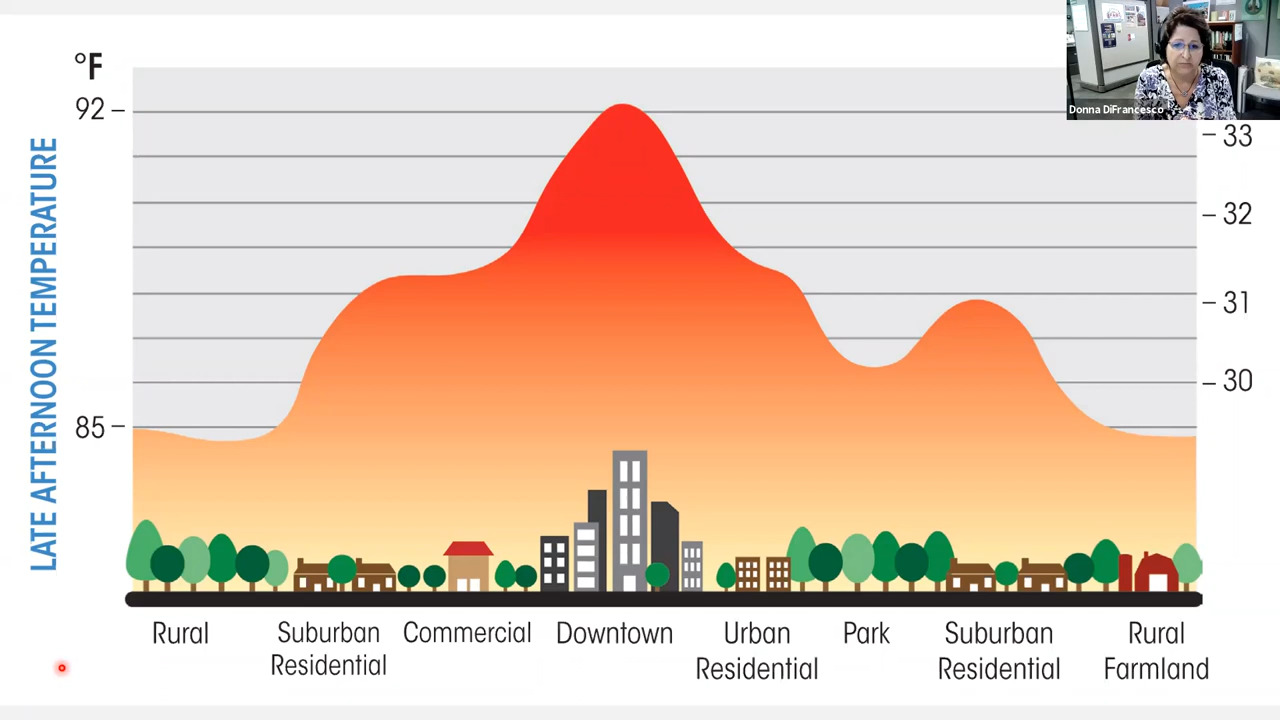 °F
92
85
LATE AFTERNOON TEMPERATURE
Donna DiFrancesco
33
32
31
30
Rural
Suburban
Residential
Commercial
Downtown
Urban
Residential
Park
Suburban
Residential
Rural
Farmland